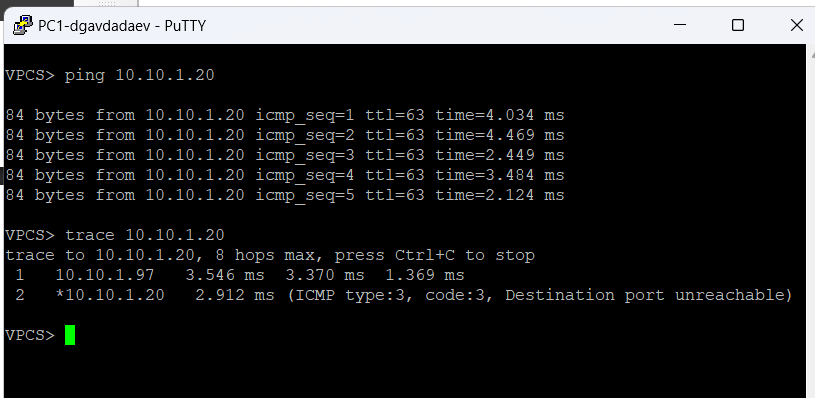 PC1-dgavdadaev - PuTTY
VPCS> ping 10.10.1.20
84 bytes from 10.10.1.20 icmp_seq=1 ttl=63 time=4.034 ms
84 bytes from 10.10.1.20 icmp_seq=2 ttl=63 time=4.469 ms
84 bytes from 10.10.1.20 icmp_seq=3 ttl=63 time=2.449 ms
84 bytes from 10.10.1.20 icmp_seq=4 ttl=63 time=3.484 ms
84 bytes from 10.10.1.20 icmp_seq=5 ttl=63 time=2.124 ms
VPCS> trace 10.10.1.20
trace to 10.10.1.20, 8 hops max, press Ctrl+C to stop
 1   10.10.1.97   3.546 ms  3.370 ms  1.369 ms
 2   *10.10.1.20   2.912 ms (ICMP type:3, code:3, Destination port unreachable)
VPCS>